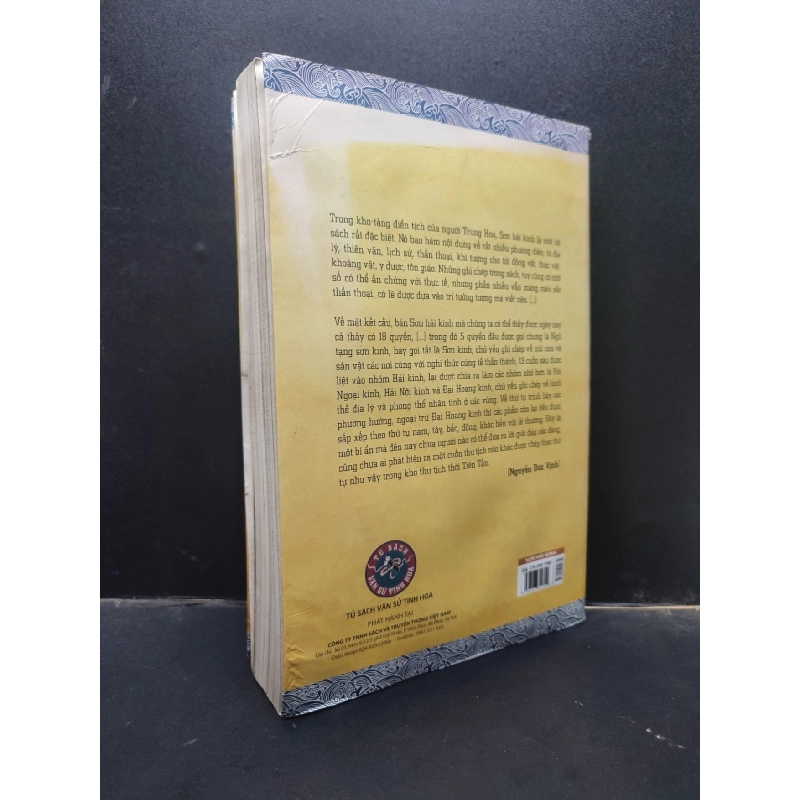 Trong kho tàng điển tịch của người Trung Hoa, Sơn hải kinh là một bộ
sách rất đặc biệt. Nó bao hàm nội dung về rất nhiều phương diện, từ địa
lý, thiên văn, lịch sử, thần thoại, khí tượng cho tới động vật, thực vật,
khoáng vật, y dược, tôn giáo. Những ghi chép trong sách, tuy cũng có một
số có thể ấn chứng với thực tế, nhưng phần nhiều vẫn mang màu sắc
thần thoại, có lẽ được dựa vào trí tưởng tượng mà viết nên. [...]
Về mặt kết cấu, bản Sơn hải kinh mà chúng ta có thể thấy được ngày nay
cả thảy có 18 quyển, [...] trong đó 5 quyển đầu được gọi chung là Ngũ
tạng sơn kinh, hay gọi tắt là Sơn kinh, chủ yếu ghi chép về núi non và
sản vật các nơi cùng với nghi thức cúng tế thần thánh, 13 cuốn sau được
liệt vào nhóm Hải kinh, lại được chia ra làm các nhóm nhỏ hơn là Hải
Ngoại kinh, Hải Nội kinh và Đại Hoang kinh, chủ yếu ghi chép về hình
thế địa lý và phong thổ nhân tình ở các vùng. Về thứ tự trình bày các
phương hướng, ngoại trừ Đại Hoang kinh thì các phần còn lại đều được
sắp xếp theo thứ tự nam, tây, bắc, đông, khác hẳn với lẽ thường. Đây là
một bí ẩn mà đến nay chưa người nào có thể đưa ra lời giải đáp xác đáng,
cũng chưa ai phát hiện ra một cuốn thư tịch nào khác được chép theo thứ
tự như vậy trong kho thư tịch thời Tiên Tần.
(Nguyễn Đức Vịnh)
TỦ SÁCH
VĂN SỬ TINH HOA
TỦ SÁCH VĂN SỬ TINH HOA
PHÁT HÀNH TẠI
CÔNG TY TNHH SÁCH VÀ TRUYỀN THÔNG VIỆT NAM